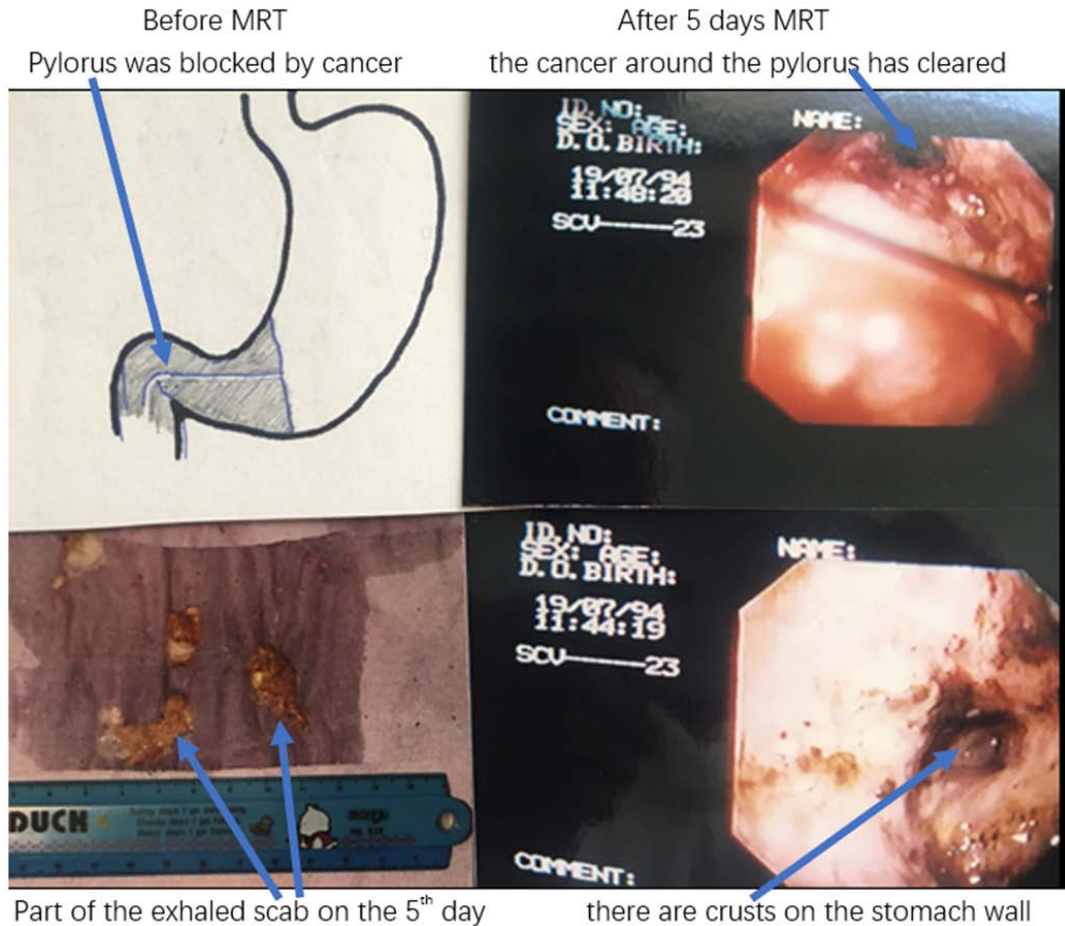 Before MRT
Pylorus was blocked by cancer
After 5 days MRT
the cancer around the pylorus has cleared
ID. NO:
SEX: AGE:
D. O. BIRTH:
NAME:
19/07/94
11:48:20
SCV------23
COMMENT:
ID. NO:
SEX: AGE:
D. O. BIRTH:
NAME:
19/07/94
11:44:19
SCV------23
COMMENT:
DUCH
Part of the exhaled scab on the 5th day
there are crusts on the stomach wall